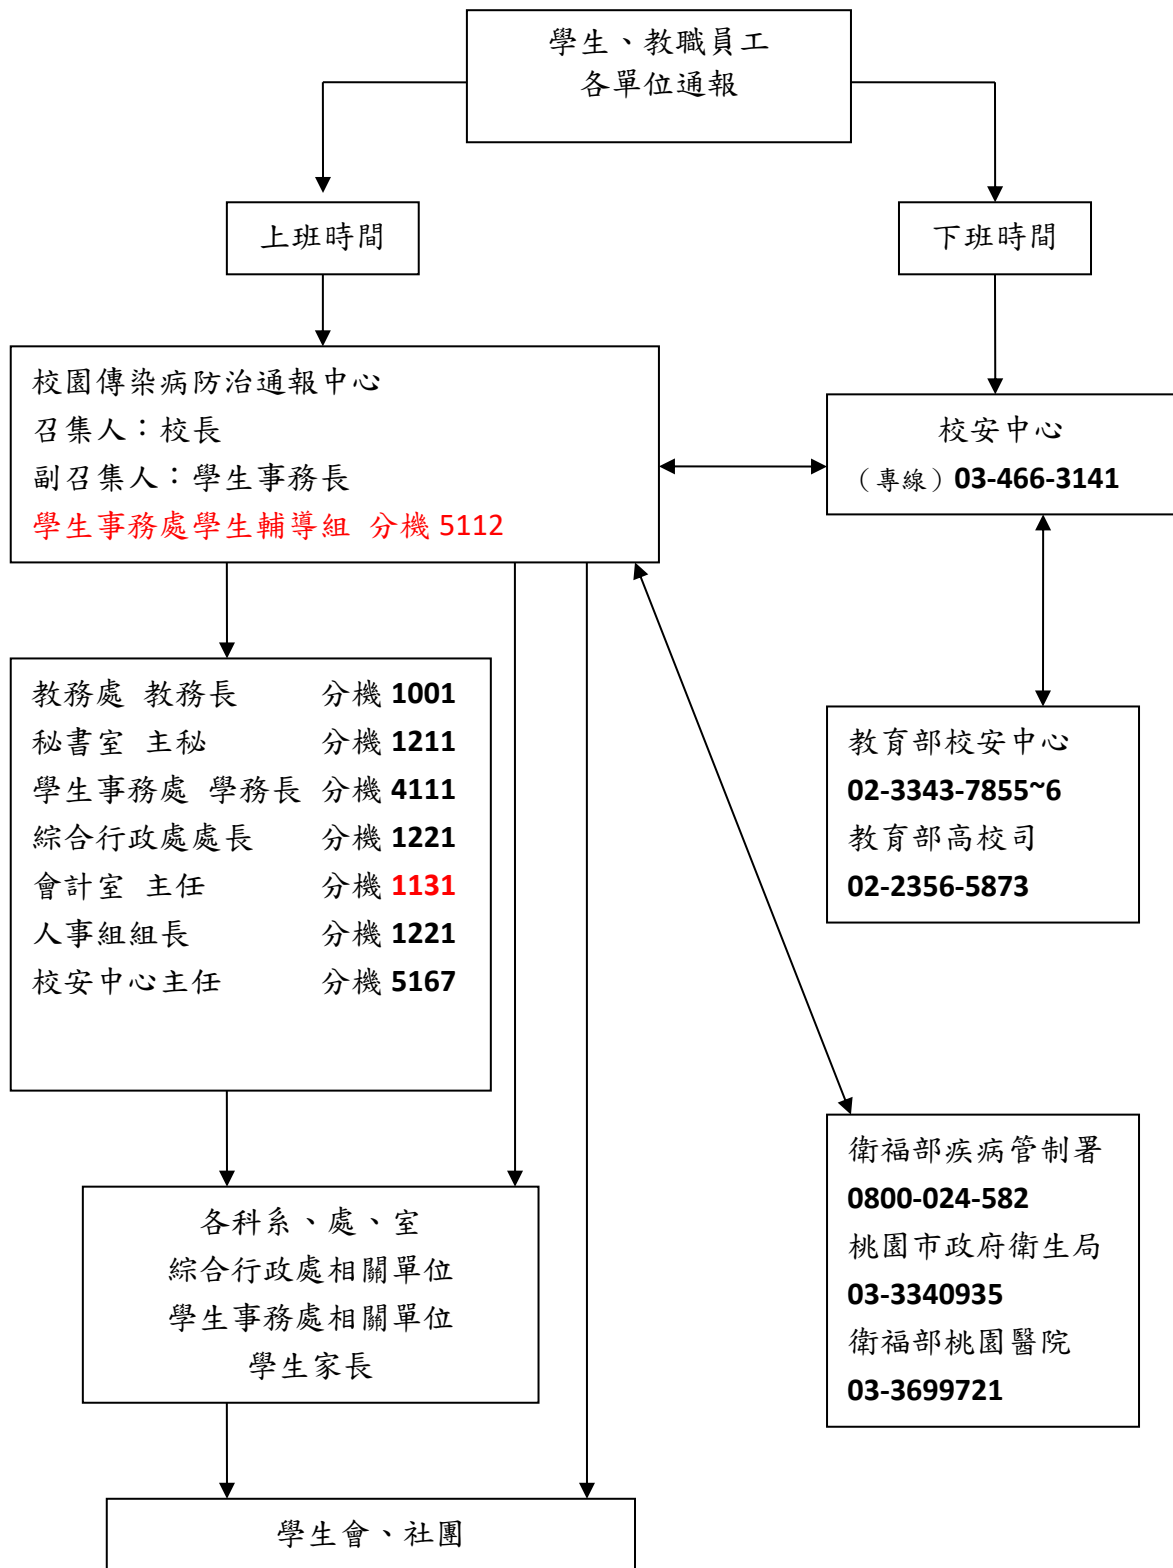 學生、教職員工
各單位通報
上班時間
下班時間
校園傳染病防治通報中心
召集人：校長
副召集人：學生事務長
學生事務處學生輔導組 分機 5112
校安中心
（專線）03-466-3141
教務處 教務長 分機 1001
秘書室 主秘 分機 1211
學生事務處 學務長 分機 4111
綜合行政處處長 分機 1221
會計室 主任 分機 1131
人事組組長 分機 1221
校安中心主任 分機 5167
教育部校安中心
02-3343-7855~6
教育部高校司
02-2356-5873
衛福部疾病管制署
0800-024-582
桃園市政府衛生局
03-3340935
衛福部桃園醫院
03-3699721
各科系、處、室
綜合行政處相關單位
學生事務處相關單位
學生家長
學生會、社團